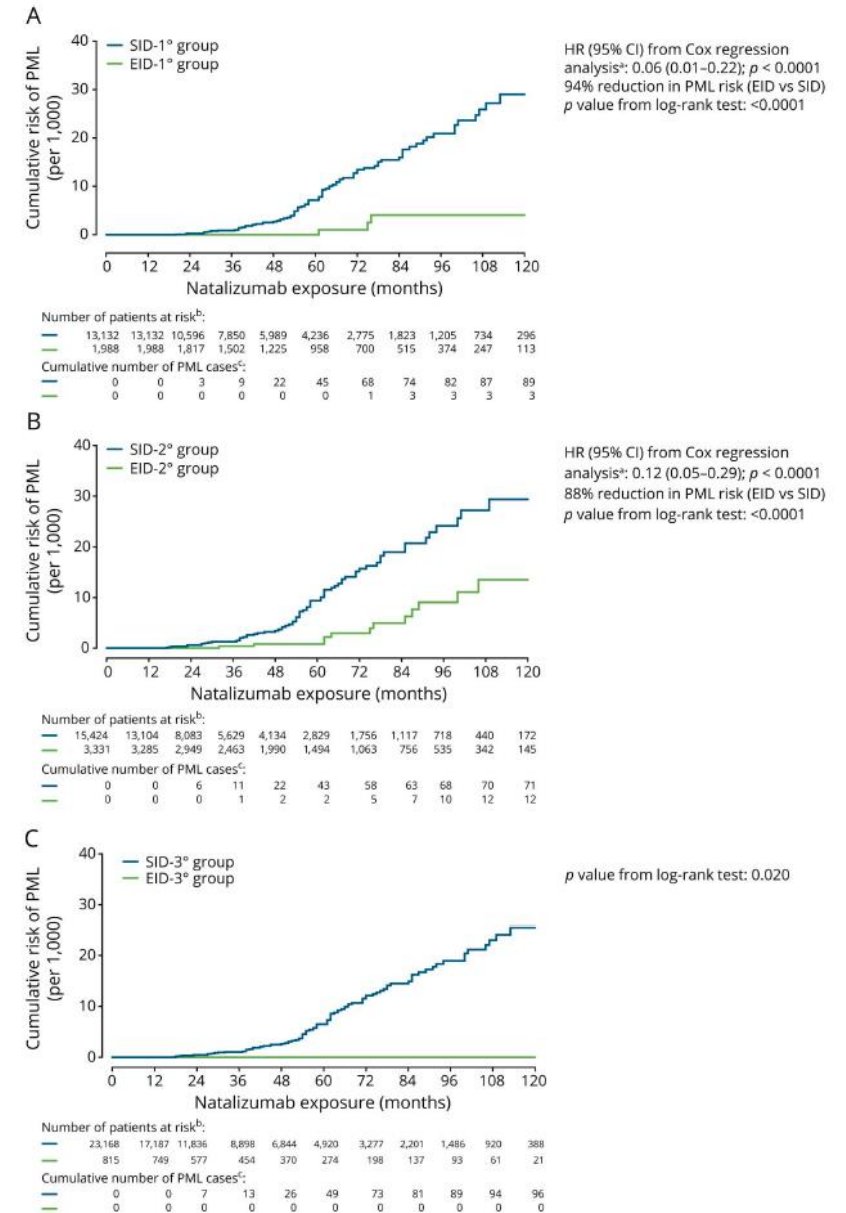 A
SID-1° group
EID-1° group
HR (95% CI) from Cox regression
analysisᵃ: 0.06 (0.01–0.22); p < 0.0001
94% reduction in PML risk (EID vs SID)
p value from log-rank test: <0.0001
Cumulative risk of PML
(per 1,000)
40
30
20
10
0
0 12 24 36 48 60 72 84 96 108 120
Natalizumab exposure (months)
Number of patients at riskᵇ:
13,132 13,132 10,596 7,850 5,989 4,236 2,775 1,823 1,205 734 296
1,988 1,988 1,817 1,502 1,225 958 700 515 374 247 113
Cumulative number of PML casesᶜ:
0 0 3 9 22 45 68 74 82 87 89
0 0 0 0 0 0 1 3 3 3 3
B
SID-2° group
EID-2° group
HR (95% CI) from Cox regression
analysisᵃ: 0.12 (0.05–0.29); p < 0.0001
88% reduction in PML risk (EID vs SID)
p value from log-rank test: <0.0001
Cumulative risk of PML
(per 1,000)
40
30
20
10
0
0 12 24 36 48 60 72 84 96 108 120
Natalizumab exposure (months)
Number of patients at riskᵇ:
15,424 13,104 8,083 5,629 4,134 2,829 1,756 1,117 718 440 172
3,331 3,285 2,949 2,463 1,990 1,494 1,063 756 535 342 145
Cumulative number of PML casesᶜ:
0 0 6 11 22 43 58 63 68 70 71
0 0 0 1 2 2 5 7 10 12 12
C
SID-3° group
EID-3° group
p value from log-rank test: 0.020
Cumulative risk of PML
(per 1,000)
40
30
20
10
0
0 12 24 36 48 60 72 84 96 108 120
Natalizumab exposure (months)
Number of patients at riskᵇ:
23,168 17,187 11,836 8,898 6,844 4,920 3,277 2,201 1,486 920 388
815 749 577 454 370 274 198 137 93 61 21
Cumulative number of PML casesᶜ:
0 0 7 13 26 49 73 81 89 94 96
0 0 0 0 0 0 0 0 0 0 0